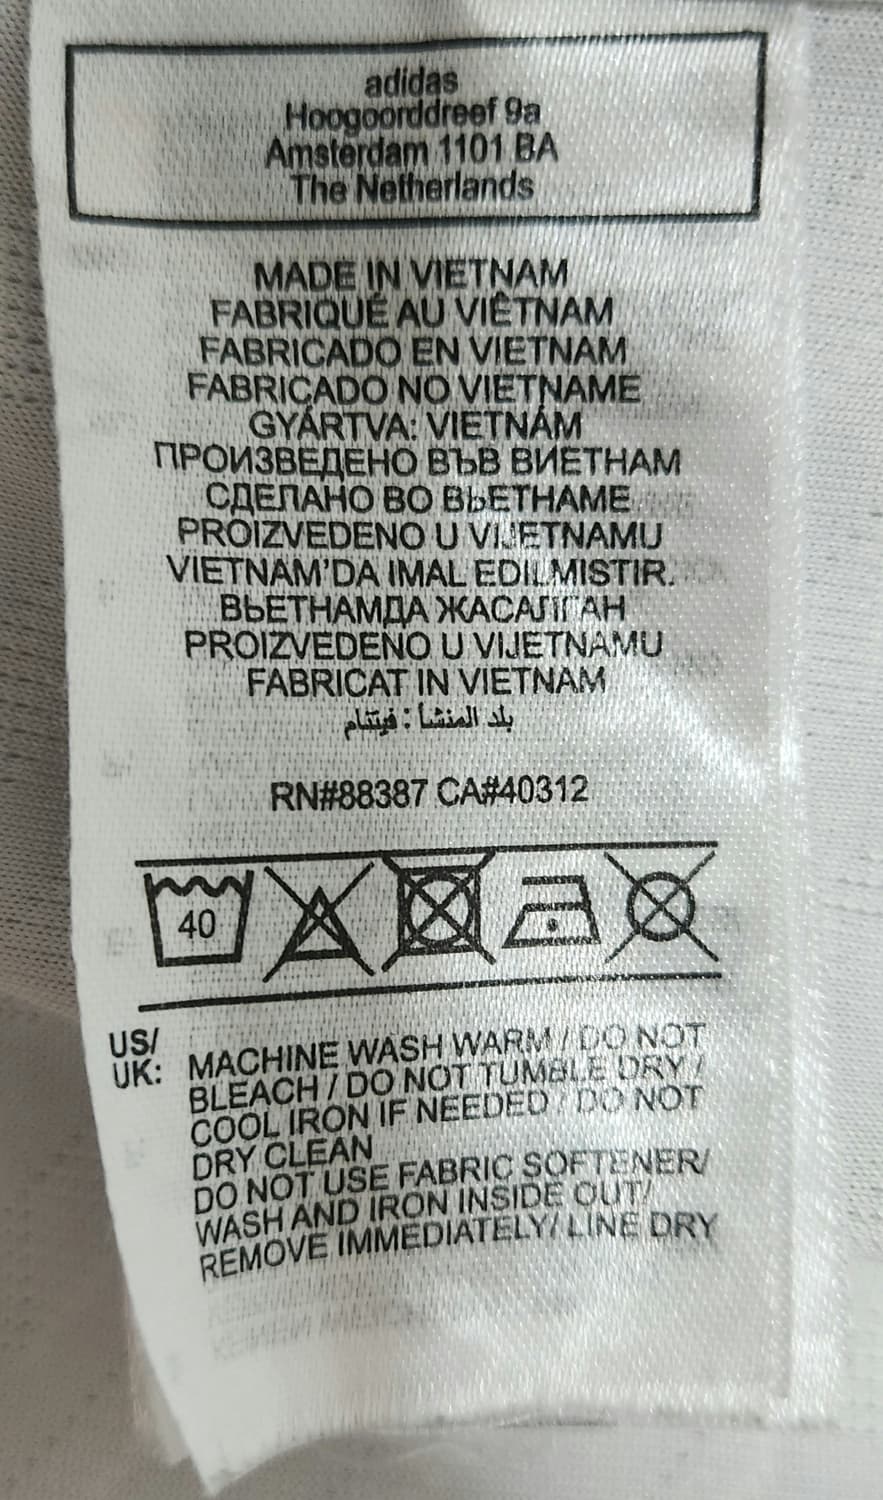 adidas
Hoogoorddreef 9a
Amsterdam 1101 BA
The Netherlands
MADE IN VIETNAM
FABRIQUÉ AU VIÊTNAM
FABRICADO EN VIETNAM
FABRICADO NO VIETNAME
GYÁRTVA: VIETNÁM
ПРОИЗВЕДЕНО ВЪВ ВИЕТНАМ
СДЕЛАНО ВО ВЬЕТНАМЕ
PROIZVEDENO U VIJETNAMU
VIETNAM'DA IMAL EDILMISTIR.
ВЬЕТНАМДА ЖАСАЛҒАН
PROIZVEDENO U VIJETNAMU
FABRICAT IN VIETNAM
بلد المنشأ : فيتنام
RN#88387 CA#40312
40
US/
UK:
MACHINE WASH WARM / DO NOT
BLEACH / DO NOT TUMBLE DRY /
COOL IRON IF NEEDED / DO NOT
DRY CLEAN
DO NOT USE FABRIC SOFTENER/
WASH AND IRON INSIDE OUT/
REMOVE IMMEDIATELY/ LINE DRY